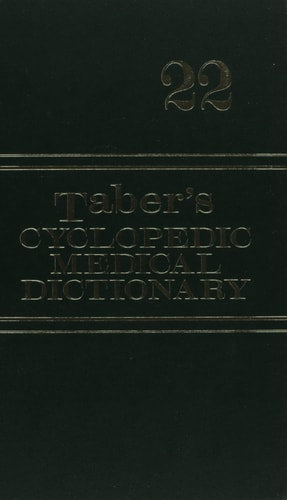 22
Taber's
CYCLOPEDIC
MEDICAL
DICTIONARY